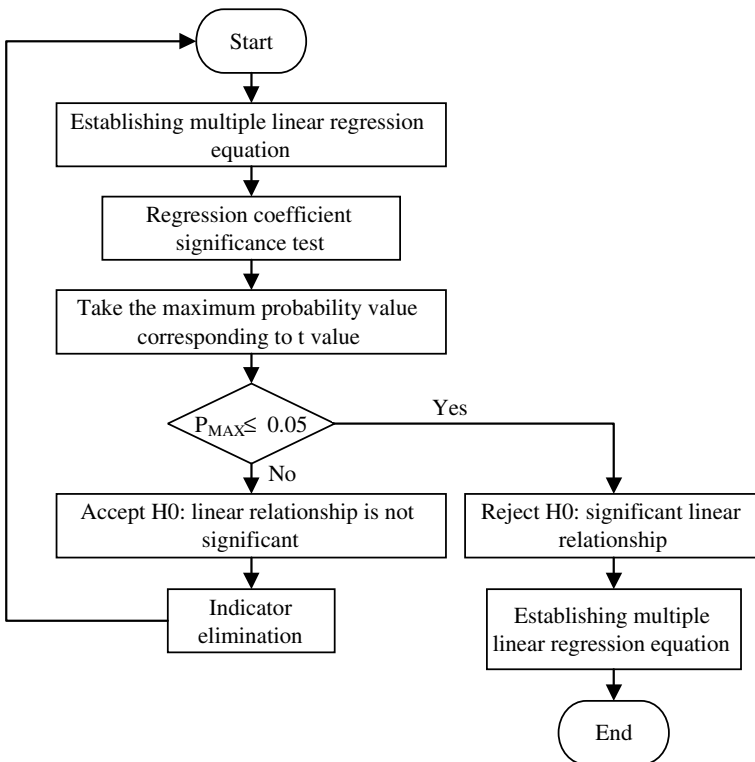 Start
Establishing multiple linear regression
equation
Regression coefficient
significance test
Take the maximum probability value
corresponding to t value
P_MAX ≤ 0.05
Yes
No
Accept H0: linear relationship is not
significant
Reject H0: significant linear
relationship
Indicator
elimination
Establishing multiple
linear regression equation
End